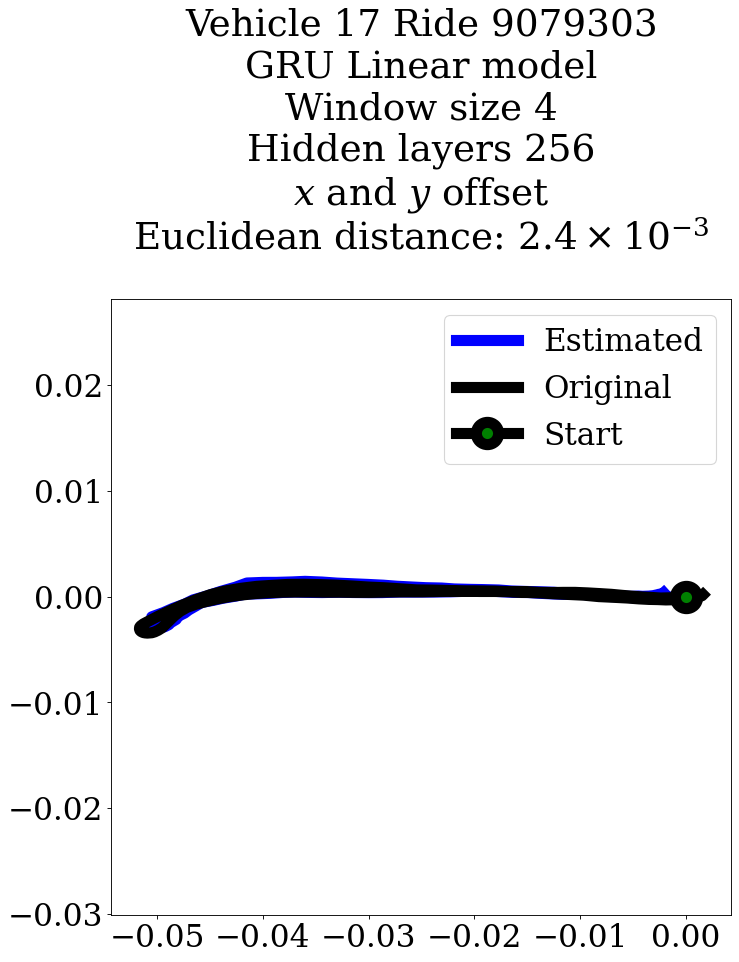 Vehicle 17 Ride 9079303
GRU Linear model
Window size 4
Hidden layers 256
x and y offset
Euclidean distance: 2.4 × 10⁻³
Estimated
Original
Start
0.02
0.01
0.00
−0.01
−0.02
−0.03
−0.05 −0.04 −0.03 −0.02 −0.01 0.00